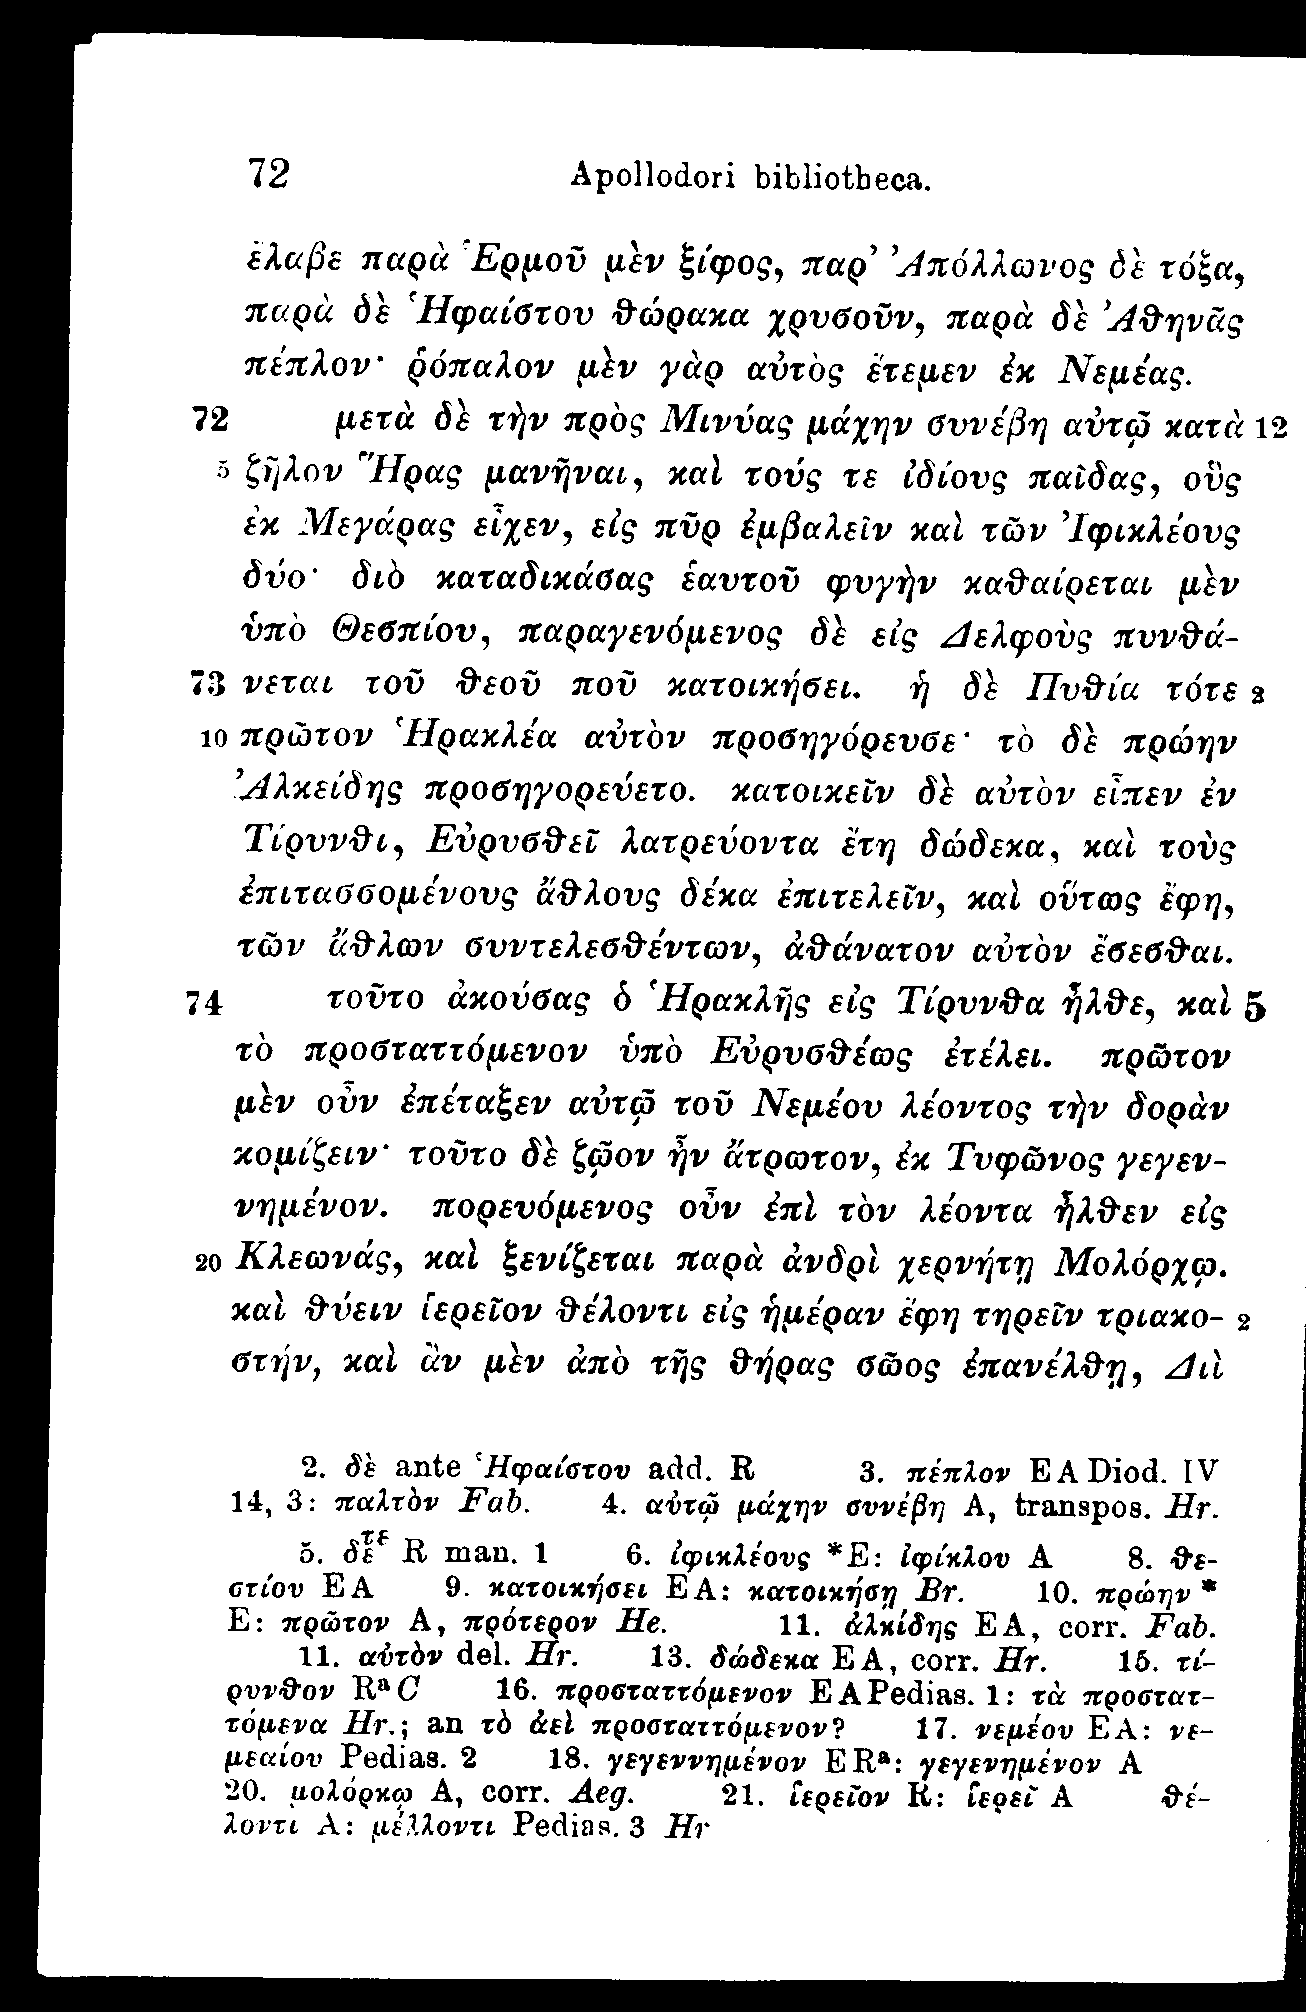 72 Apollodori bibliotheca.
ἔλαβε παρὰ Ἑρμοῦ μὲν ξίφος, παρ’ Ἀπόλλωνος δὲ τόξα,
παρὰ δὲ Ἡφαίστου θώρακα χρυσοῦν, παρὰ δὲ Ἀθηνᾶς
πέπλον· ῥόπαλον μὲν γὰρ αὐτὸς ἔτεμεν ἐκ Νεμέας.
72 μετὰ δὲ τὴν πρὸς Μινύας μάχην συνέβη αὐτῷ κατὰ 12
5 ζῆλον Ἥρας μανῆναι, καὶ τούς τε ἰδίους παῖδας, οὓς
ἐκ Μεγάρας εἶχεν, εἰς πῦρ ἐμβαλεῖν καὶ τῶν Ἰφικλέους
δύο· διὸ καταδικάσας ἑαυτοῦ φυγὴν καθαίρεται μὲν
ὑπὸ Θεσπίου, παραγενόμενος δὲ εἰς Δελφοὺς πυνθά-
73 νεται τοῦ θεοῦ ποῦ κατοικήσει. ἡ δὲ Πυθία τότε 2
10 πρῶτον Ἡρακλέα αὐτὸν προσηγόρευσε· τὸ δὲ πρώην
Ἀλκείδης προσηγορεύετο. κατοικεῖν δὲ αὐτὸν εἶπεν ἐν
Τίρυνθι, Εὐρυσθεῖ λατρεύοντα ἔτη δώδεκα, καὶ τοὺς
ἐπιτασσομένους ἄθλους δέκα ἐπιτελεῖν, καὶ οὕτως ἔφη,
τῶν ἄθλων συντελεσθέντων, ἀθάνατον αὐτὸν ἔσεσθαι.
74 τοῦτο ἀκούσας ὁ Ἡρακλῆς εἰς Τίρυνθα ἦλθε, καὶ 5
τὸ προσταττόμενον ὑπὸ Εὐρυσθέως ἐτέλει. πρῶτον
μὲν οὖν ἐπέταξεν αὐτῷ τοῦ Νεμέου λέοντος τὴν δορὰν
κομίζειν· τοῦτο δὲ ζῷον ἦν ἄτρωτον, ἐκ Τυφῶνος γεγεν-
νημένον. πορευόμενος οὖν ἐπὶ τὸν λέοντα ἦλθεν εἰς
20 Κλεωνάς, καὶ ξενίζεται παρὰ ἀνδρὶ χερνήτῃ Μολόρχῳ.
καὶ θύειν ἱερεῖον θέλοντι εἰς ἡμέραν ἔφη τηρεῖν τριακο- 2
στήν, καὶ ἂν μὲν ἀπὸ τῆς θήρας σῶος ἐπανέλθῃ, Διὶ
2. δὲ ante Ἡφαίστου add. R 3. πέπλον EA Diod. IV
14, 3: παλτὸν Fab. 4. αὐτῷ μάχην συνέβη A, transpos. Hr.
5. δὲ τε R man. 1 6. ἰφικλέους *E: ἰφίκλου A 8. θε-
στίου EA 9. κατοικήσει EA: κατοικήσῃ Br. 10. πρώην *
E: πρῶτον A, πρότερον He. 11. ἀλκίδης EA, corr. Fab.
11. αὐτὸν del. Hr. 13. δώδεκα EA, corr. Hr. 15. τί-
ρυνθον RᵃC 16. προσταττόμενον EAPedias. 1: τὰ προστατ-
τόμενα Hr.; an τὸ ἀεὶ προσταττόμενον? 17. νεμέου EA: νε-
μεαίου Pedias. 2 18. γεγεννημένον ERᵃ: γεγενημένον A
20. μολόρκῳ A, corr. Aeg. 21. ἱερεῖον R: ἱερεῖ A θέ-
λοντι A: μέλλοντι Pedias. 3 Hr